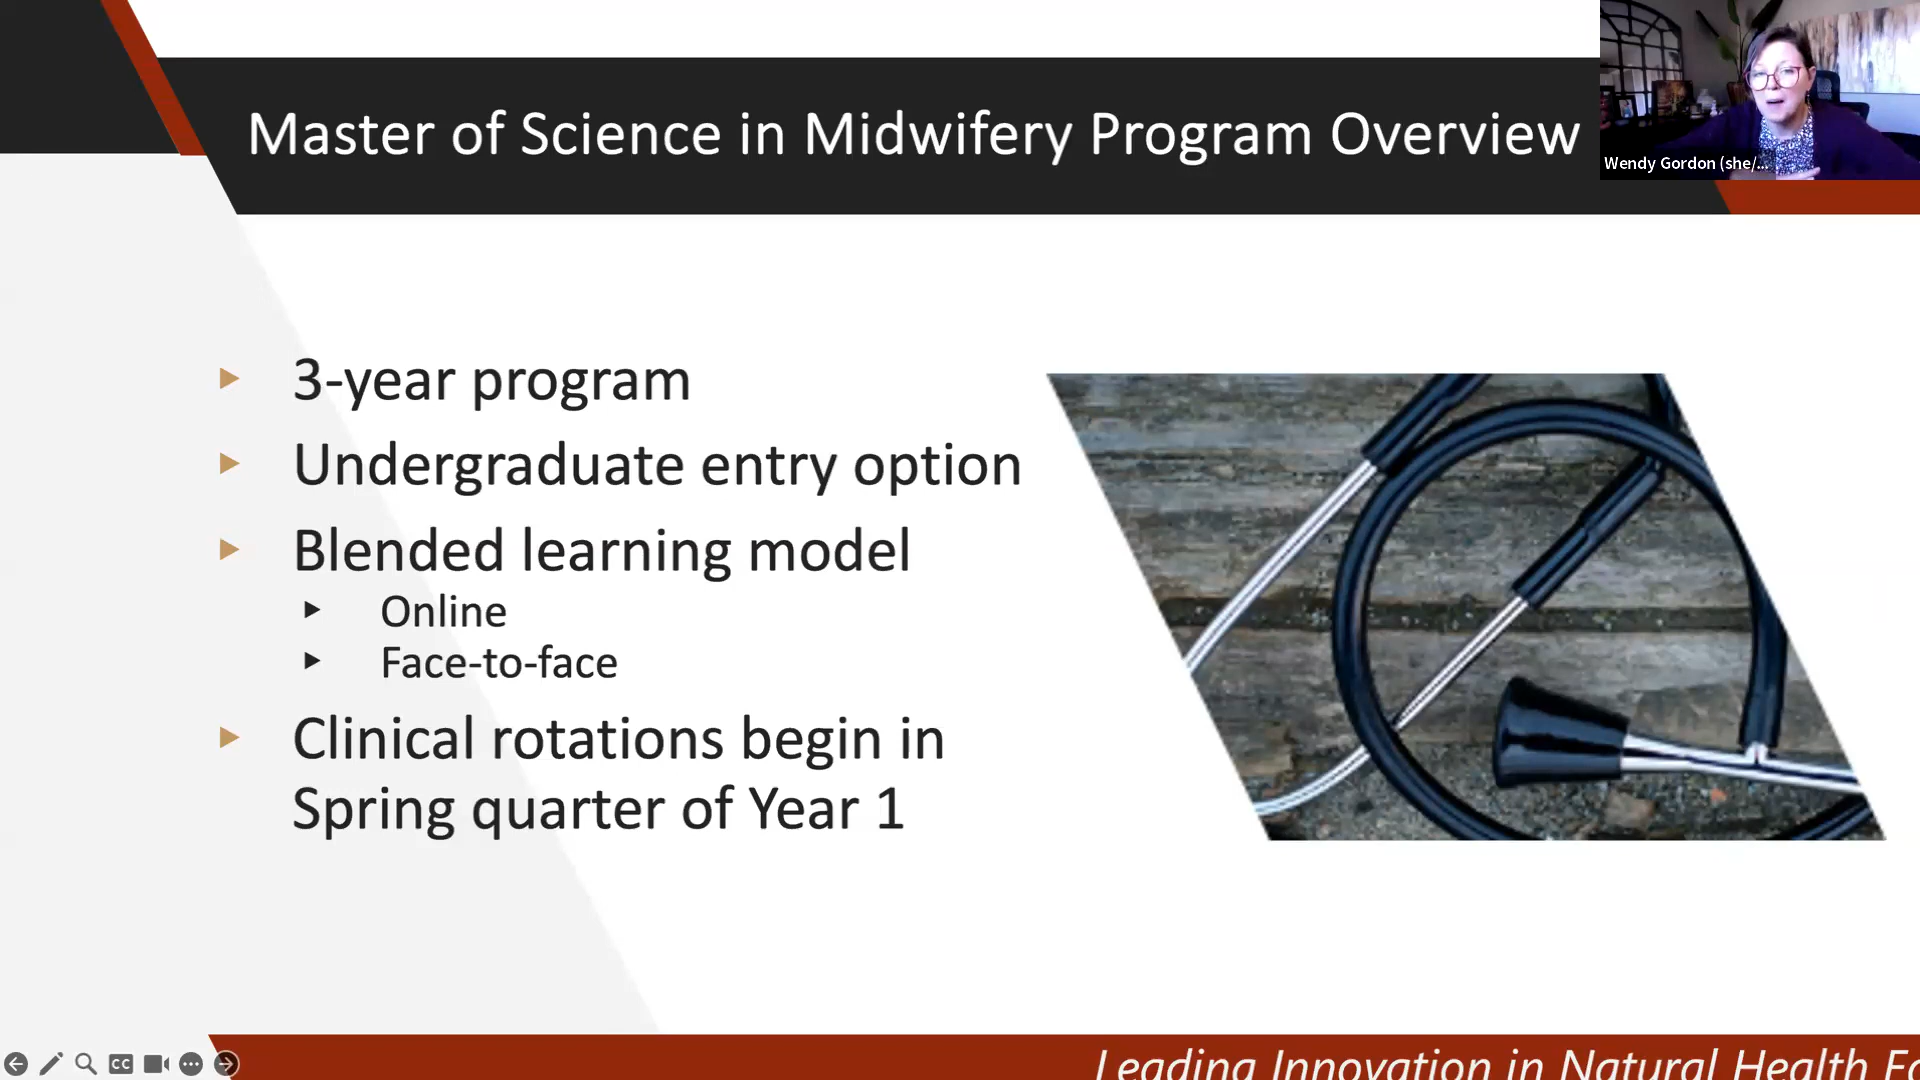 Master of Science in Midwifery Program Overview
Wendy Gordon (she/...
3-year program
Undergraduate entry option
Blended learning model
Online
Face-to-face
Clinical rotations begin in
Spring quarter of Year 1
CC
Leading Innovation in Natural Health